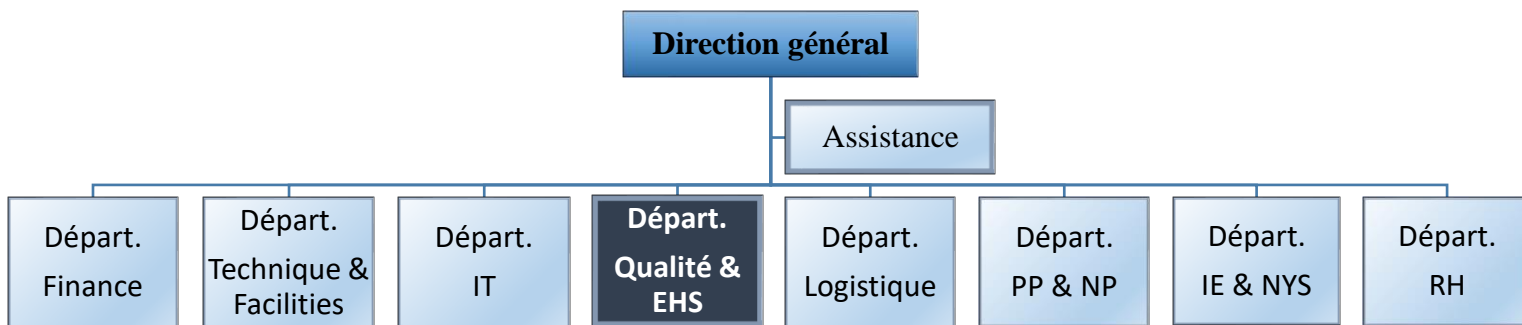 Direction général
Assistance
Départ.
Finance
Départ.
Technique &
Facilities
Départ.
IT
Départ.
Qualité &
EHS
Départ.
Logistique
Départ.
PP & NP
Départ.
IE & NYS
Départ.
RH